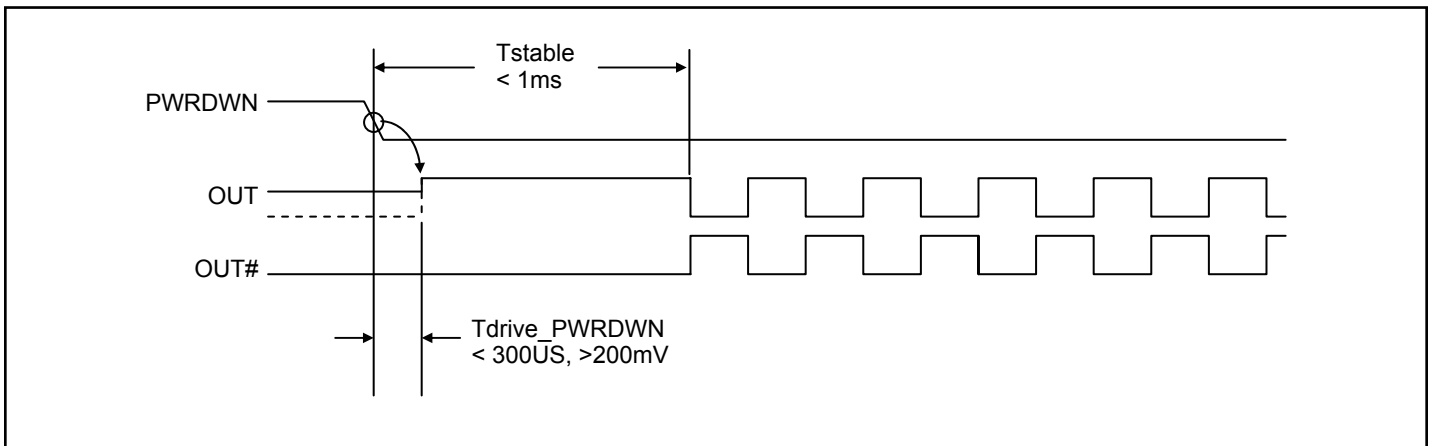 Tstable
< 1ms
PWRDWN
OUT
OUT#
Tdrive_PWRDWN
< 300US, >200mV